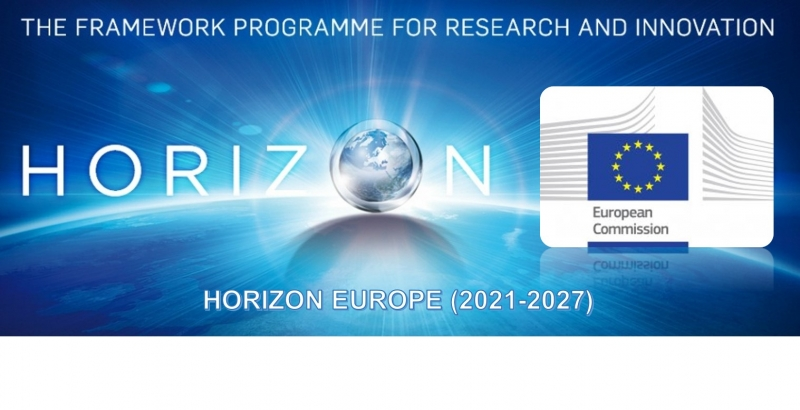 THE FRAMEWORK PROGRAMME FOR RESEARCH AND INNOVATION
HORIZON
European
Commission
HORIZON EUROPE (2021-2027)